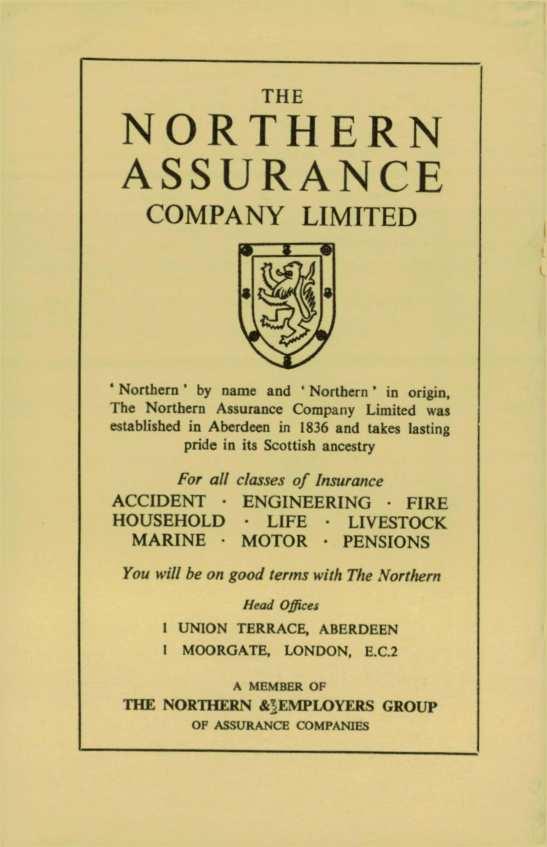 THE
NORTHERN
ASSURANCE
COMPANY LIMITED
‘Northern’ by name and ‘Northern’ in origin,
The Northern Assurance Company Limited was
established in Aberdeen in 1836 and takes lasting
pride in its Scottish ancestry
For all classes of Insurance
ACCIDENT · ENGINEERING · FIRE
HOUSEHOLD · LIFE · LIVESTOCK
MARINE · MOTOR · PENSIONS
You will be on good terms with The Northern
Head Offices
1 UNION TERRACE, ABERDEEN
1 MOORGATE, LONDON, E.C.2
A MEMBER OF
THE NORTHERN & EMPLOYERS GROUP
OF ASSURANCE COMPANIES